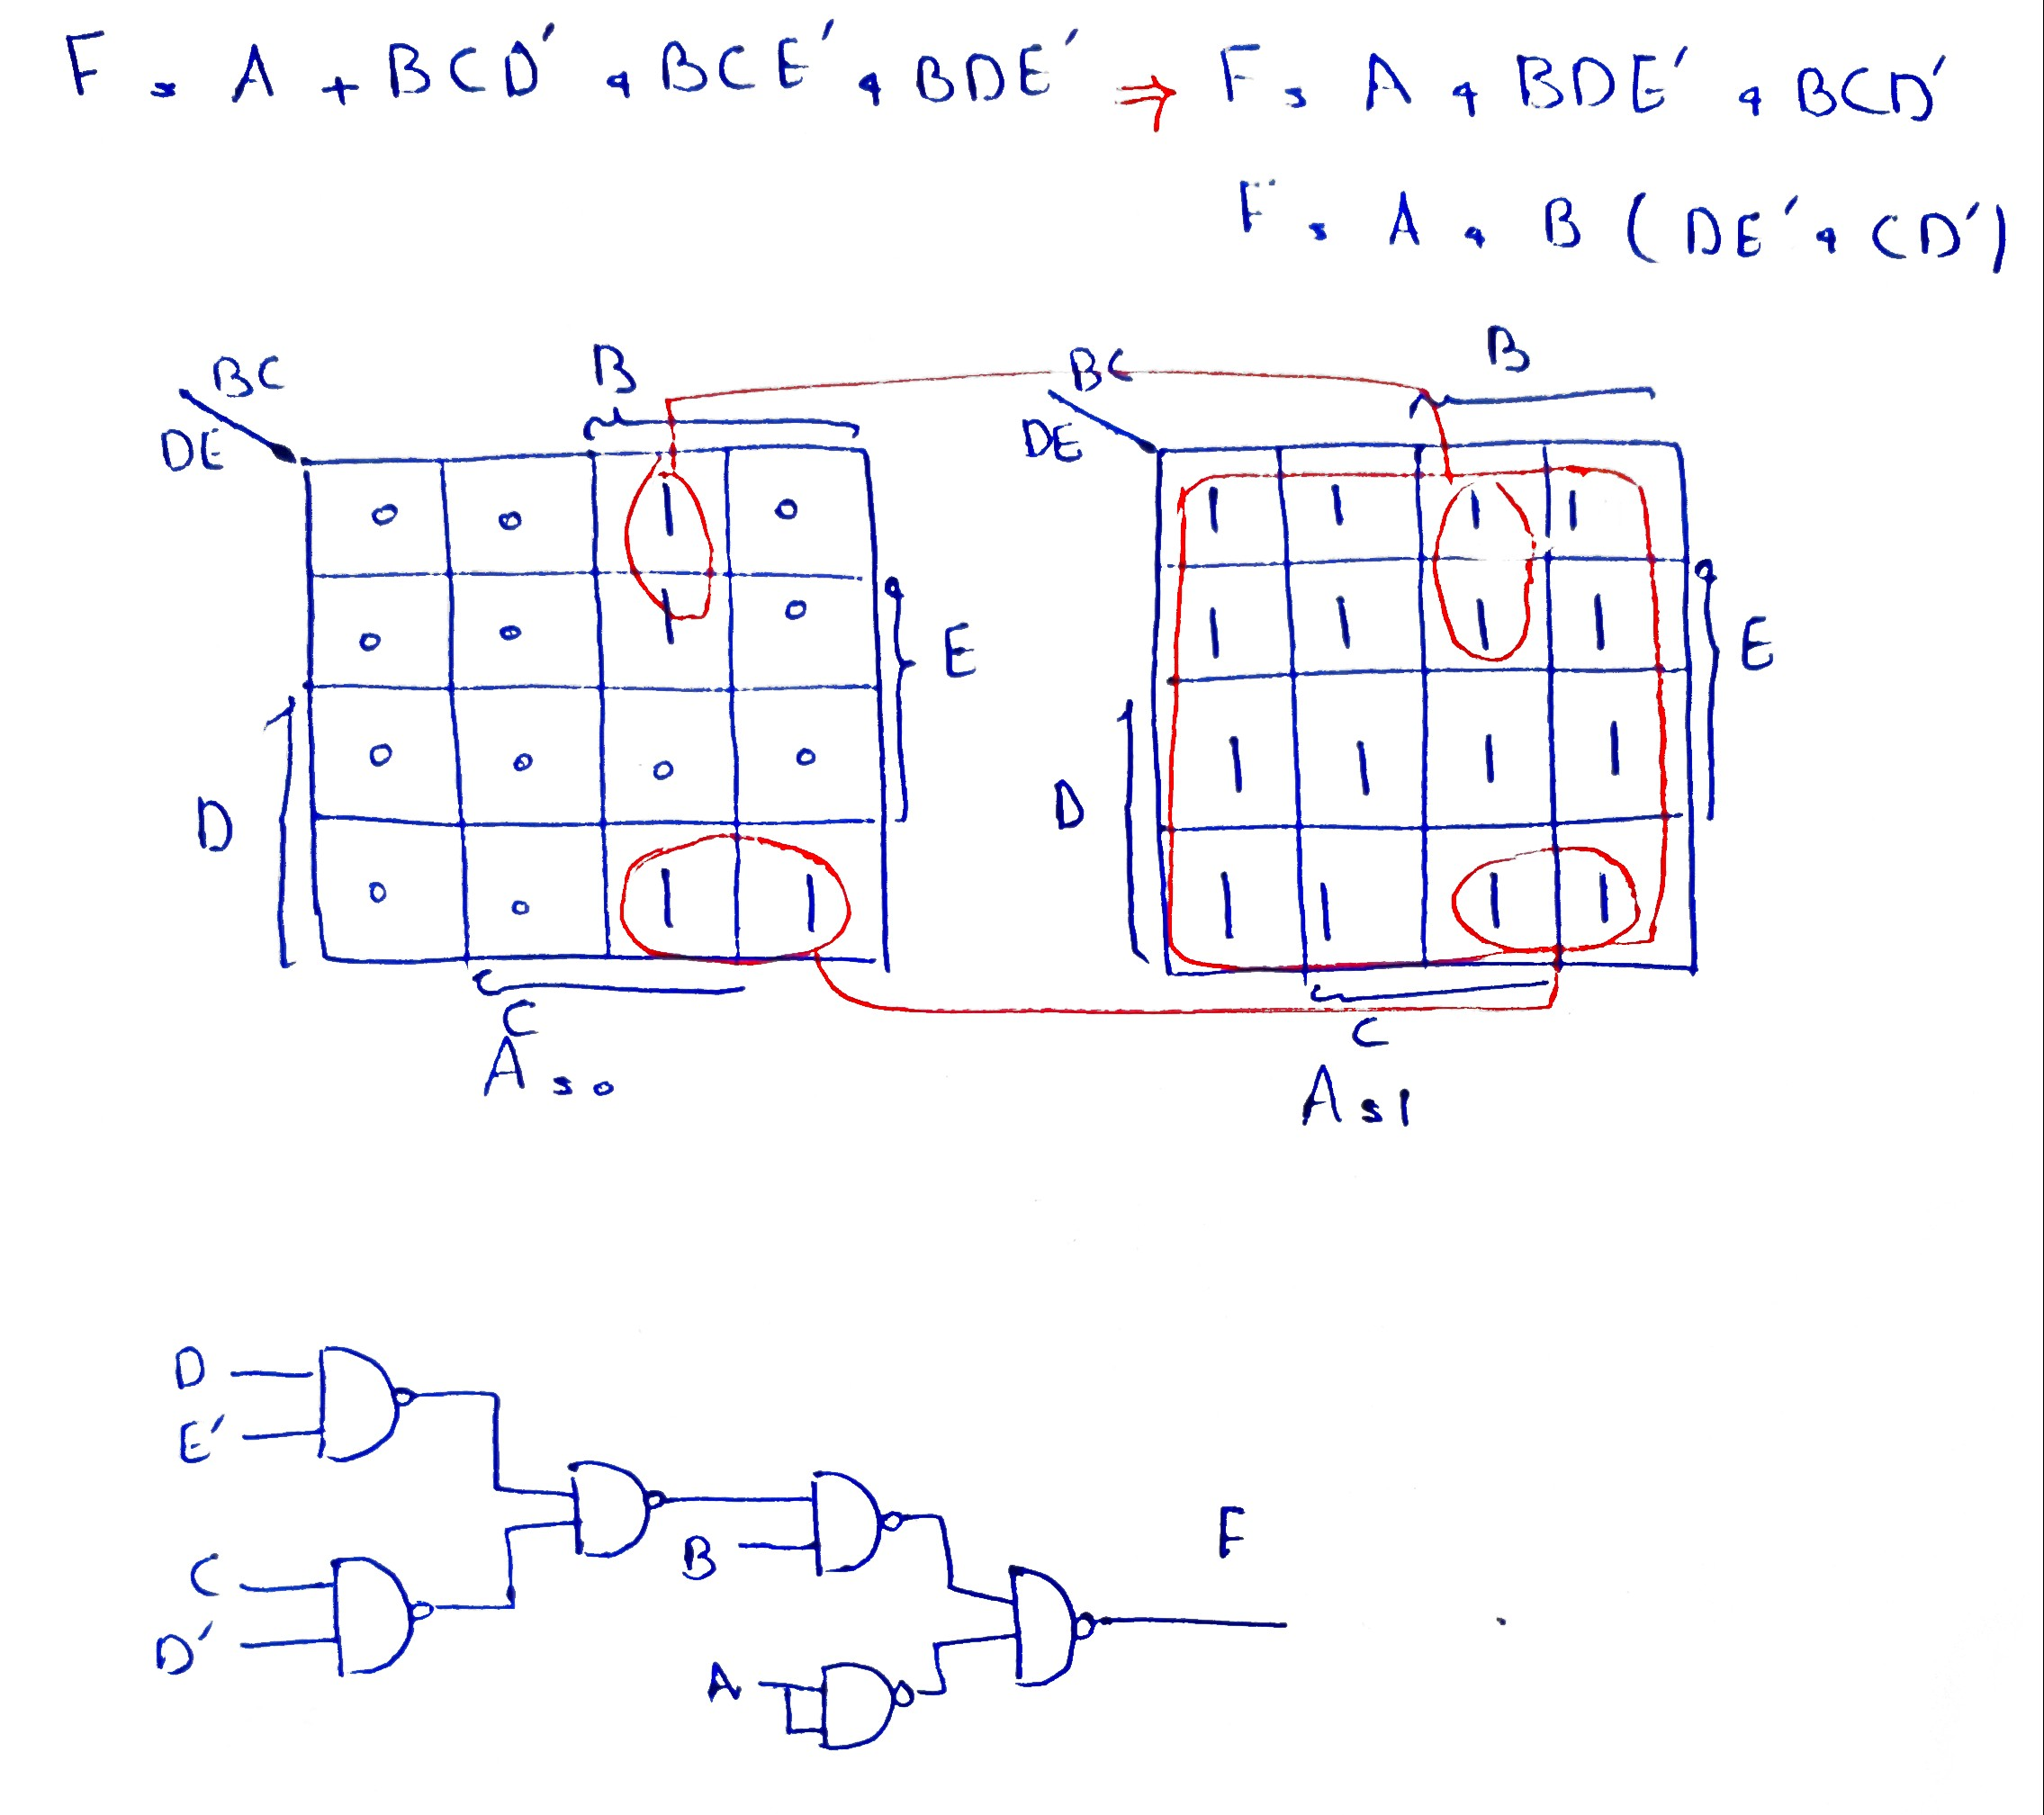 F = A + BCD' + BCE' + BDE' ⇒ F = A + BDE' + BCD'
F = A + B (DE' + CD')
BC B BC B
DE DE
0 0 1 0 1 1 1 1
0 0 1 0 E 1 1 1 1 E
D 0 0 0 0 D 1 1 1 1
0 0 1 1 1 1 1 1
C C
A = 0 A = 1
D
E'
C
D'
B
A
F